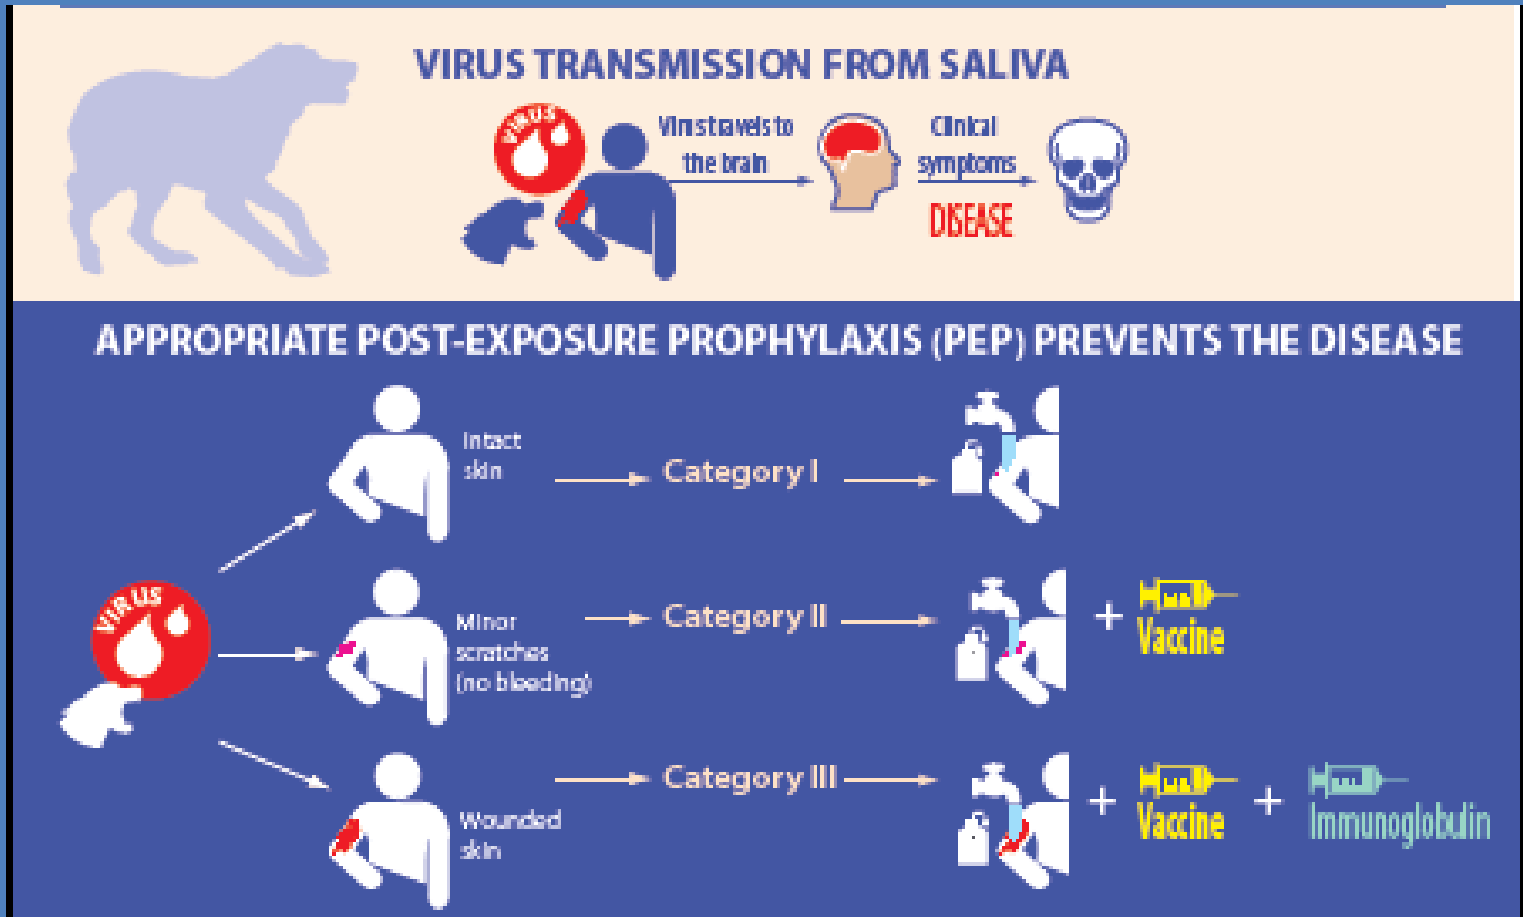 VIRUS TRANSMISSION FROM SALIVA
VIRUS
Virus travels to
the brain
Clinical
symptoms
DISEASE
APPROPRIATE POST-EXPOSURE PROPHYLAXIS (PEP) PREVENTS THE DISEASE
VIRUS
Intact
skin
Category I
Minor
scratches
(no bleeding)
Category II
+
Vaccine
Wounded
skin
Category III
+
Vaccine
+
Immunoglobulin